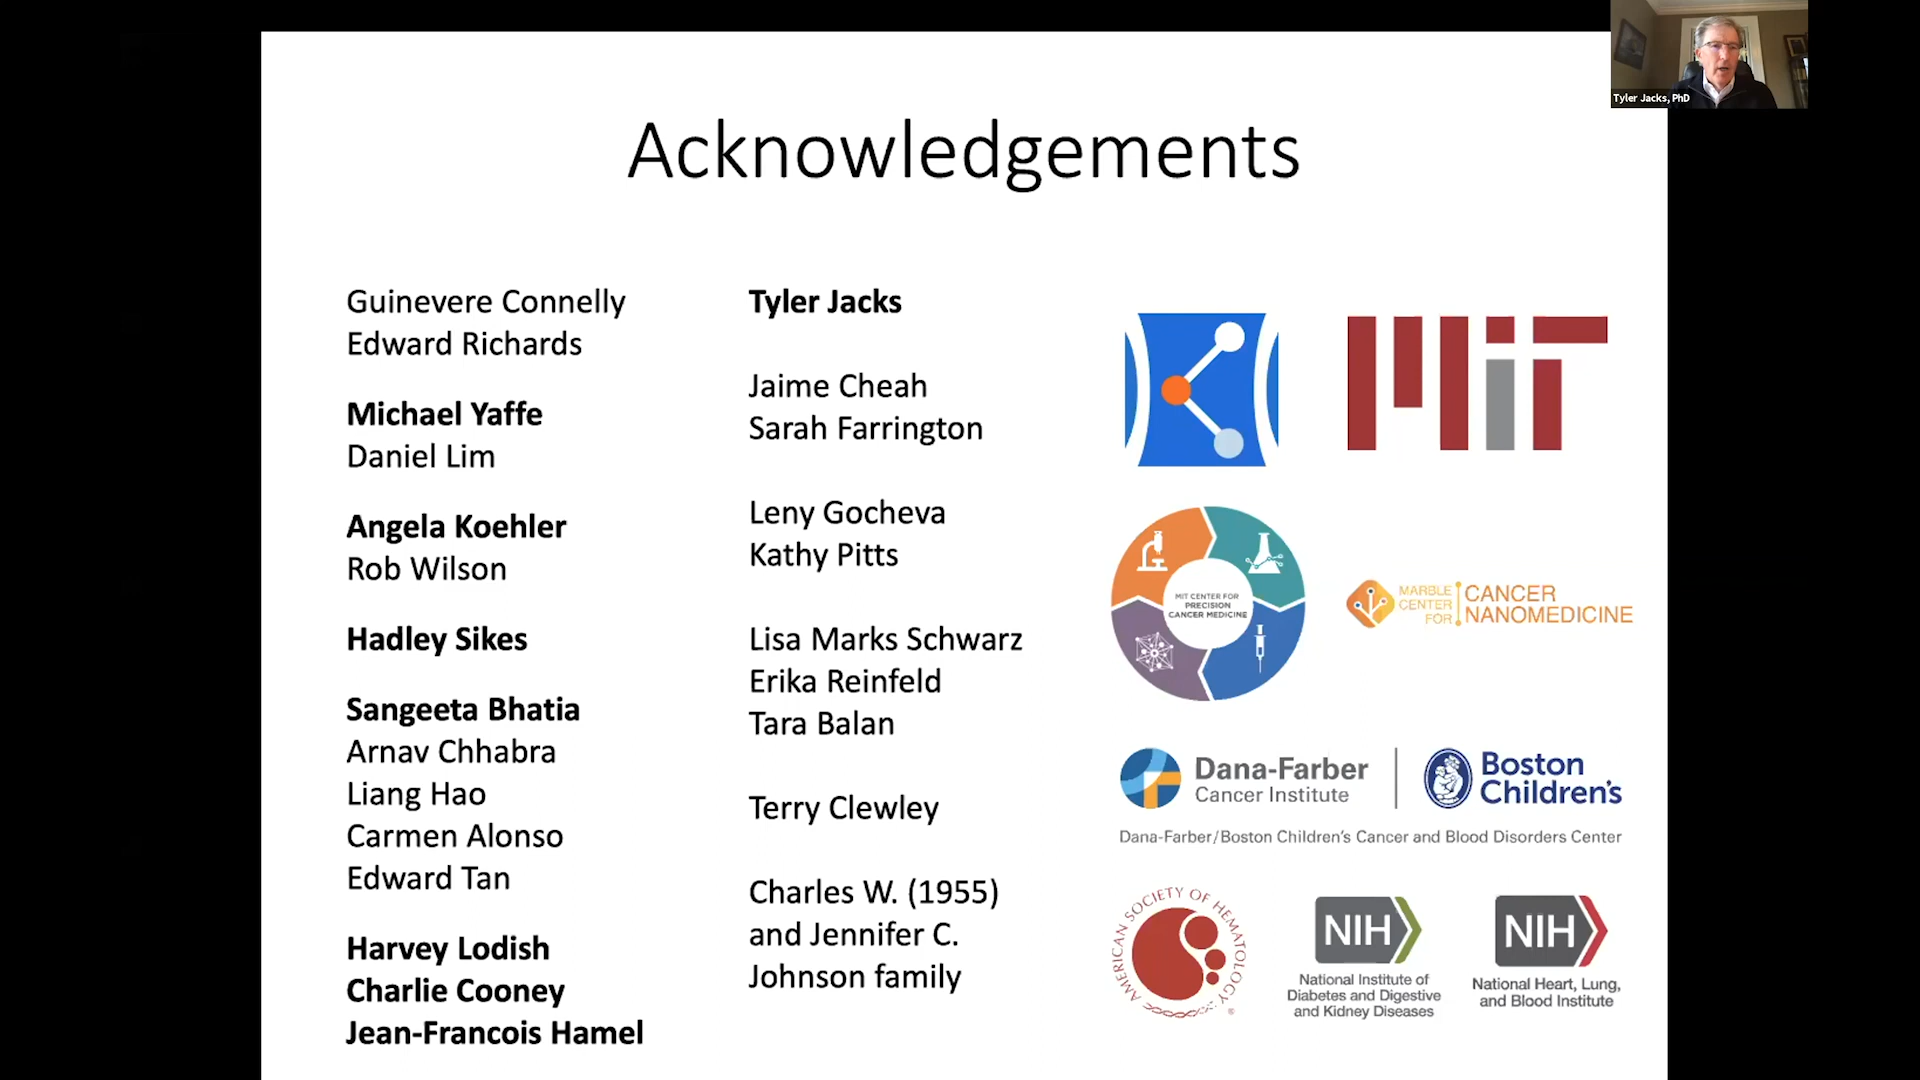 Tyler Jacks, PhD
Acknowledgements
Guinevere Connelly
Edward Richards
Michael Yaffe
Daniel Lim
Angela Koehler
Rob Wilson
Hadley Sikes
Sangeeta Bhatia
Arnav Chhabra
Liang Hao
Carmen Alonso
Edward Tan
Harvey Lodish
Charlie Cooney
Jean-Francois Hamel
Tyler Jacks
Jaime Cheah
Sarah Farrington
Leny Gocheva
Kathy Pitts
Lisa Marks Schwarz
Erika Reinfeld
Tara Balan
Terry Clewley
Charles W. (1955)
and Jennifer C.
Johnson family
MIT
MIT CENTER FOR
PRECISION
CANCER MEDICINE
MARBLE
CENTER
FOR
CANCER
NANOMEDICINE
Dana-Farber
Cancer Institute
Boston
Children's
Dana-Farber/Boston Children's Cancer and Blood Disorders Center
AMERICAN SOCIETY OF HEMATOLOGY
®
NIH
National Institute of
Diabetes and Digestive
and Kidney Diseases
NIH
National Heart, Lung,
and Blood Institute